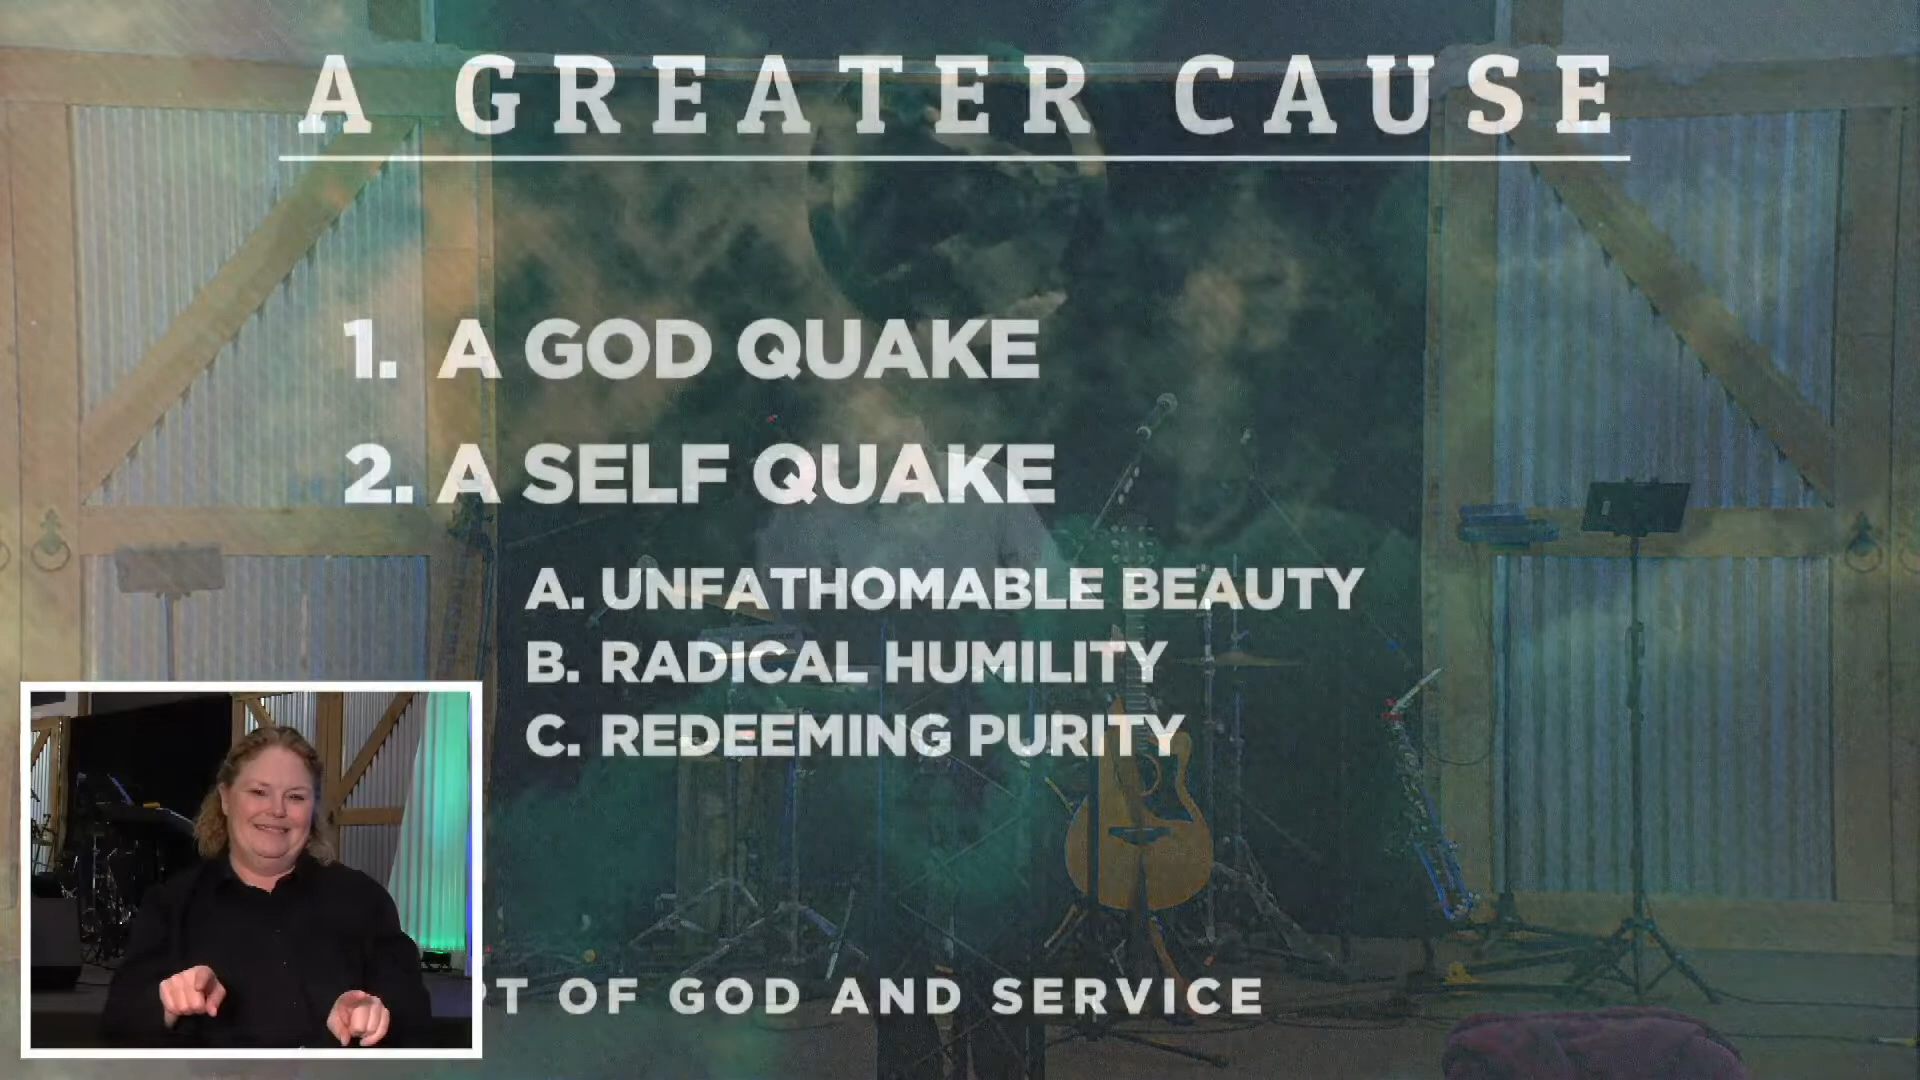 A GREATER CAUSE
1. A GOD QUAKE
2. A SELF QUAKE
A. UNFATHOMABLE BEAUTY
B. RADICAL HUMILITY
C. REDEEMING PURITY
OF GOD AND SERVICE